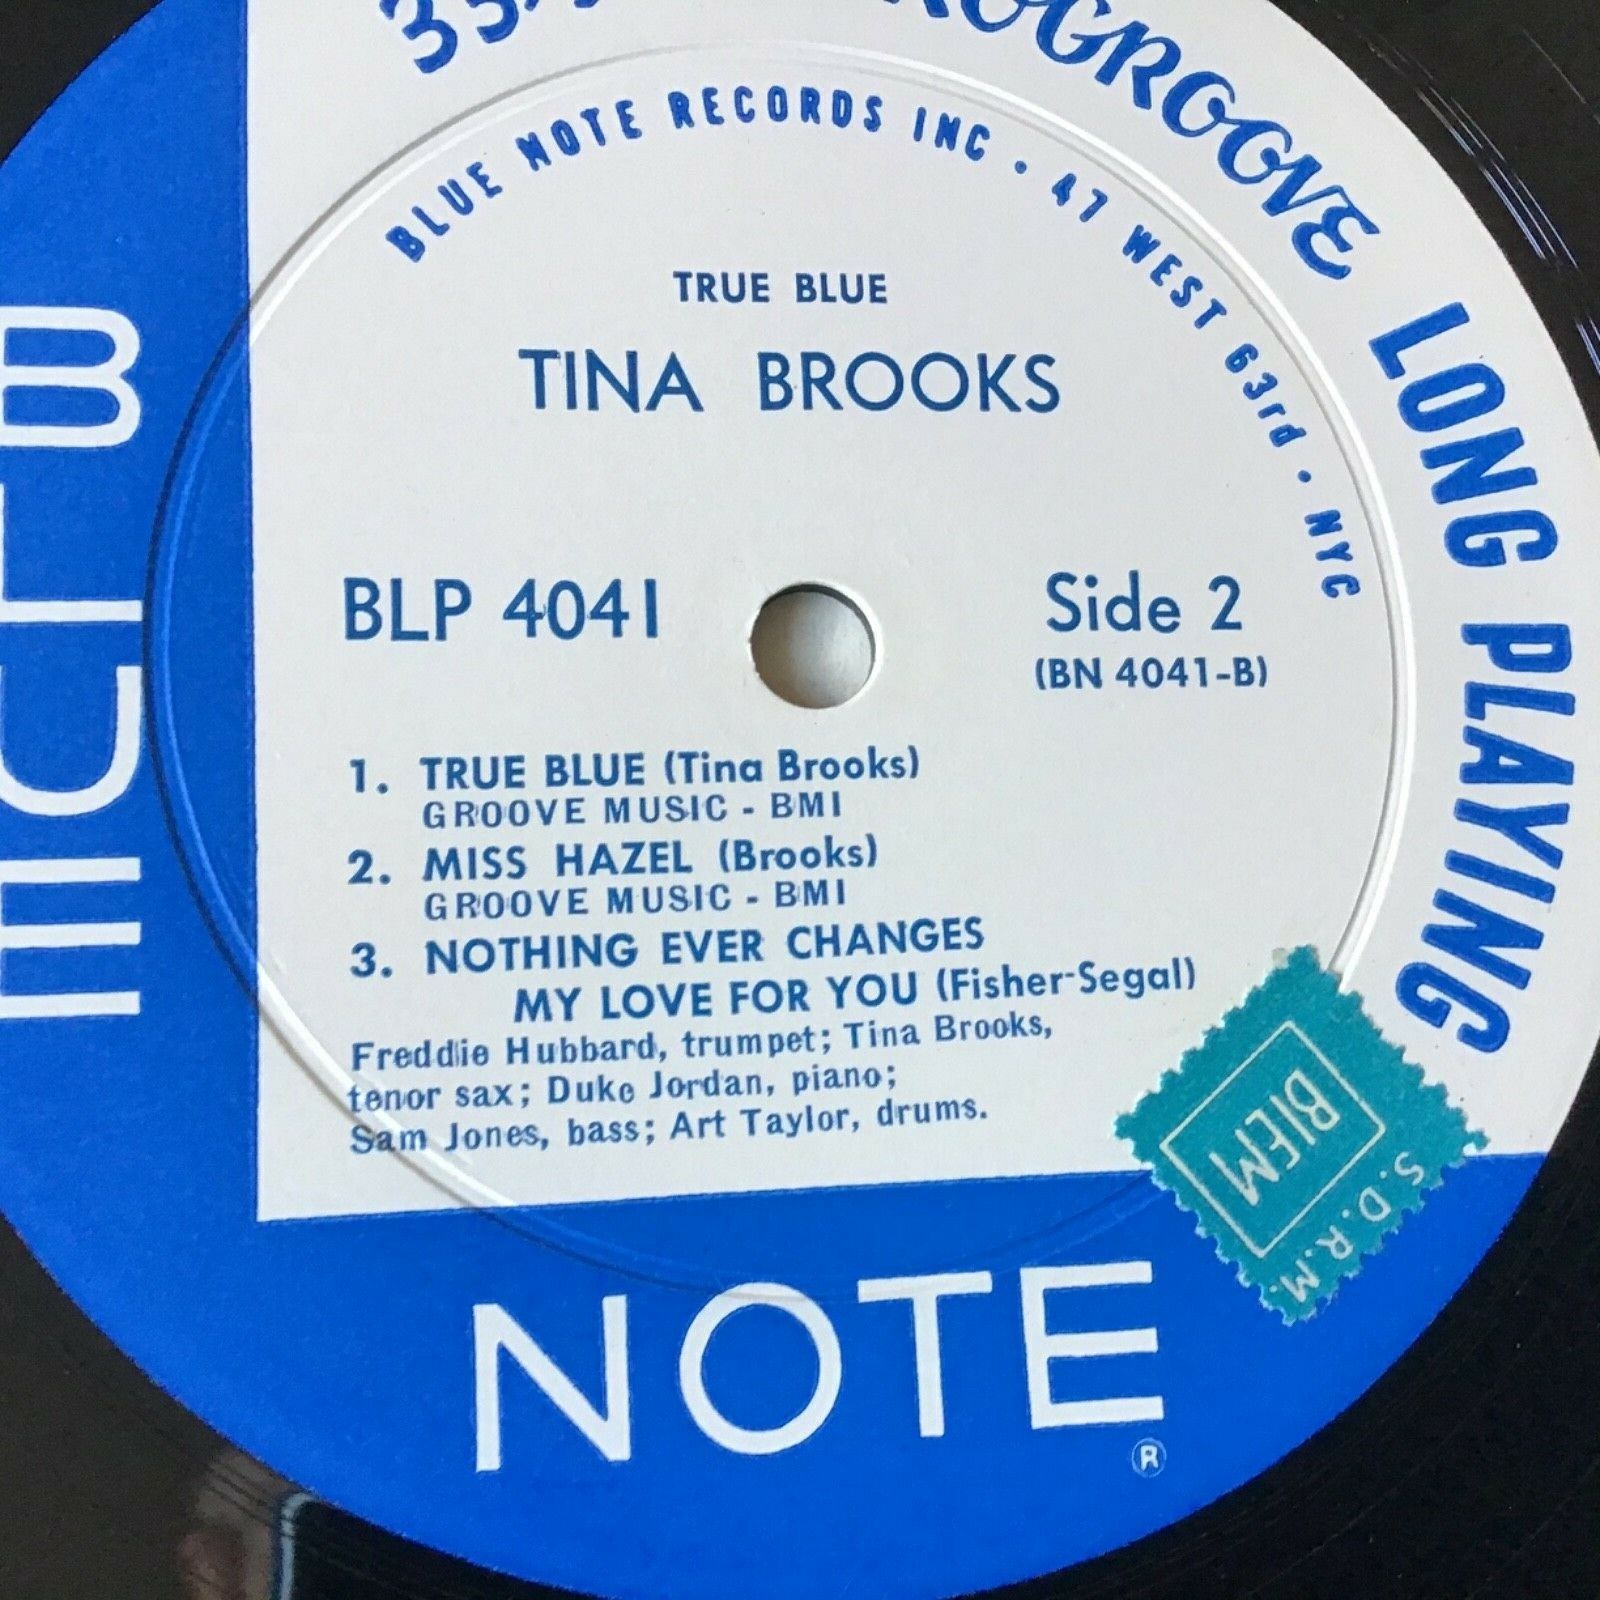 BLUE NOTE RECORDS INC · 47 WEST 63rd · NYC
LONG PLAYING
TRUE BLUE
TINA BROOKS
BLP 4041
Side 2
(BN 4041-B)
1. TRUE BLUE (Tina Brooks)
GROOVE MUSIC - BMI
2. MISS HAZEL (Brooks)
GROOVE MUSIC - BMI
3. NOTHING EVER CHANGES
MY LOVE FOR YOU (Fisher-Segal)
Freddie Hubbard, trumpet; Tina Brooks,
tenor sax; Duke Jordan, piano;
Sam Jones, bass; Art Taylor, drums.
BIEM
S.D.R.M.
BLUE
NOTE
®